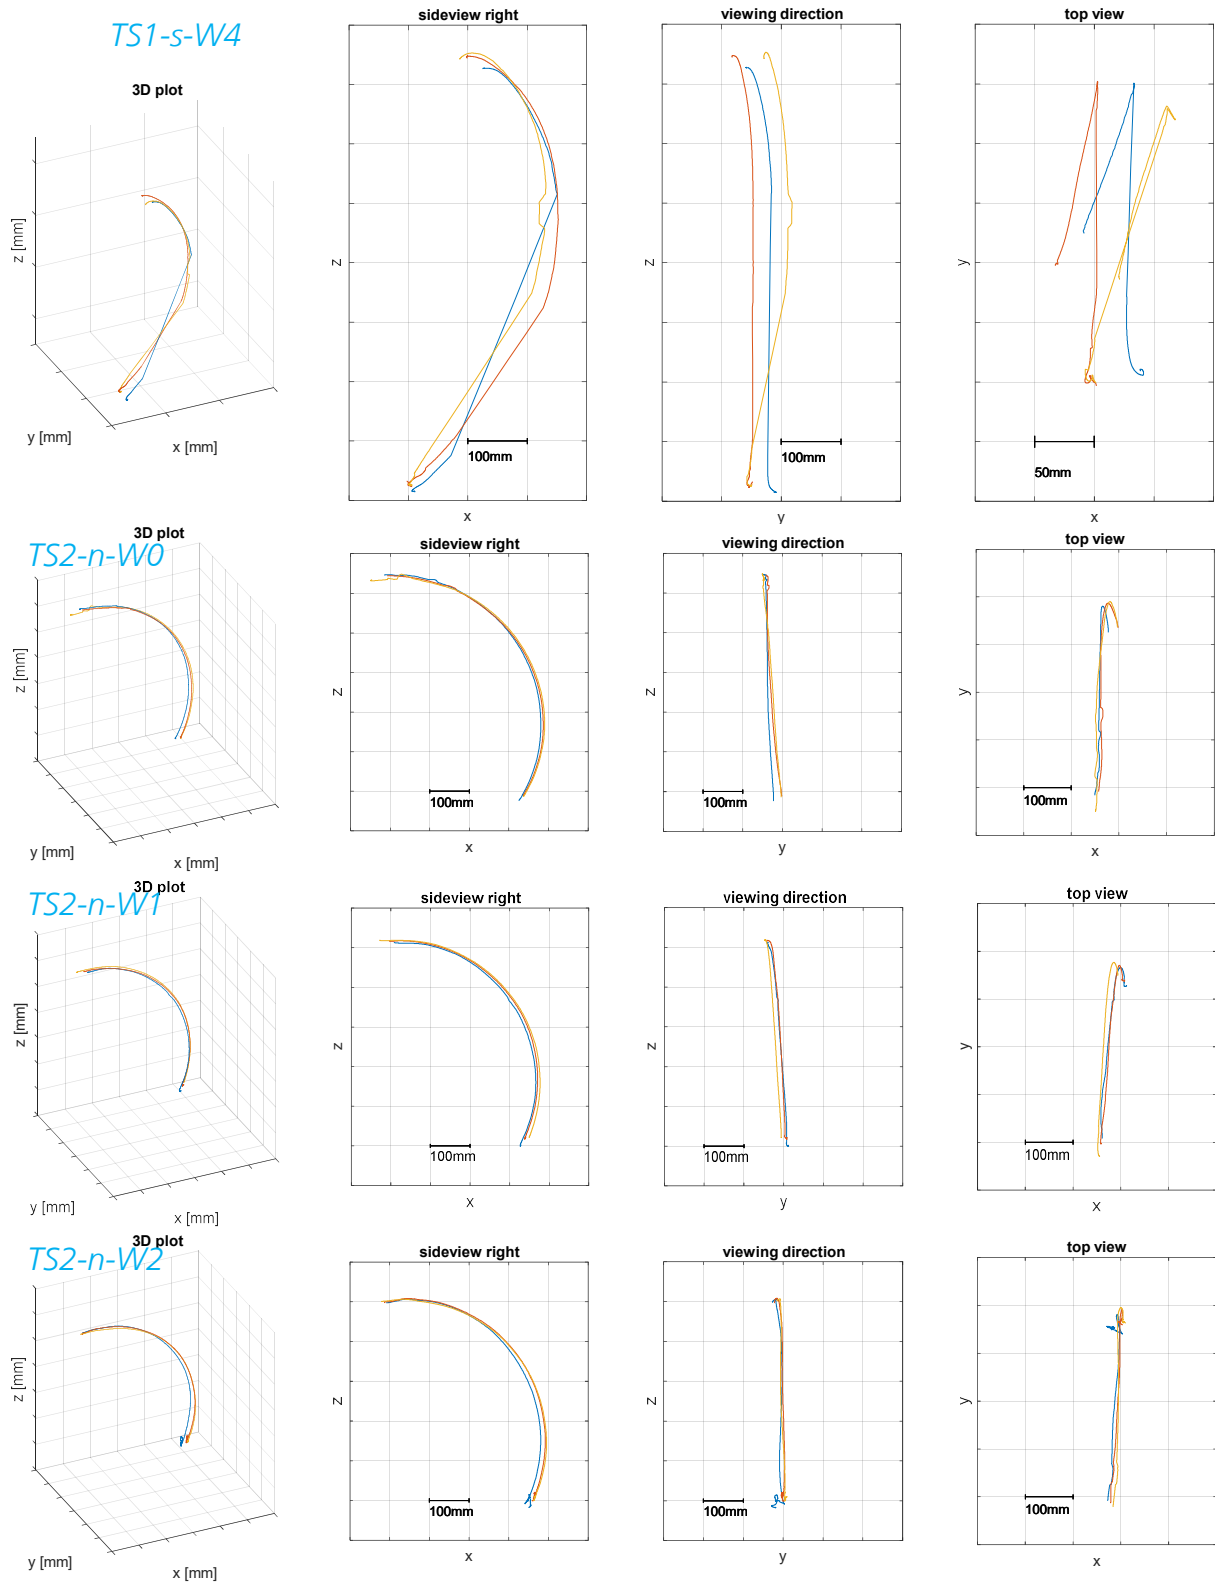 TS1-s-W4
3D plot
z [mm]
y [mm]
x [mm]
sideview right
z
100mm
x
viewing direction
z
100mm
y
top view
y
50mm
x
TS2-n-W0
3D plot
z [mm]
y [mm]
x [mm]
sideview right
z
100mm
x
viewing direction
z
100mm
y
top view
y
100mm
x
TS2-n-W1
3D plot
z [mm]
y [mm]
x [mm]
sideview right
z
100mm
x
viewing direction
z
100mm
y
top view
y
100mm
x
TS2-n-W2
3D plot
z [mm]
y [mm]
x [mm]
sideview right
z
100mm
x
viewing direction
z
100mm
y
top view
y
100mm
x